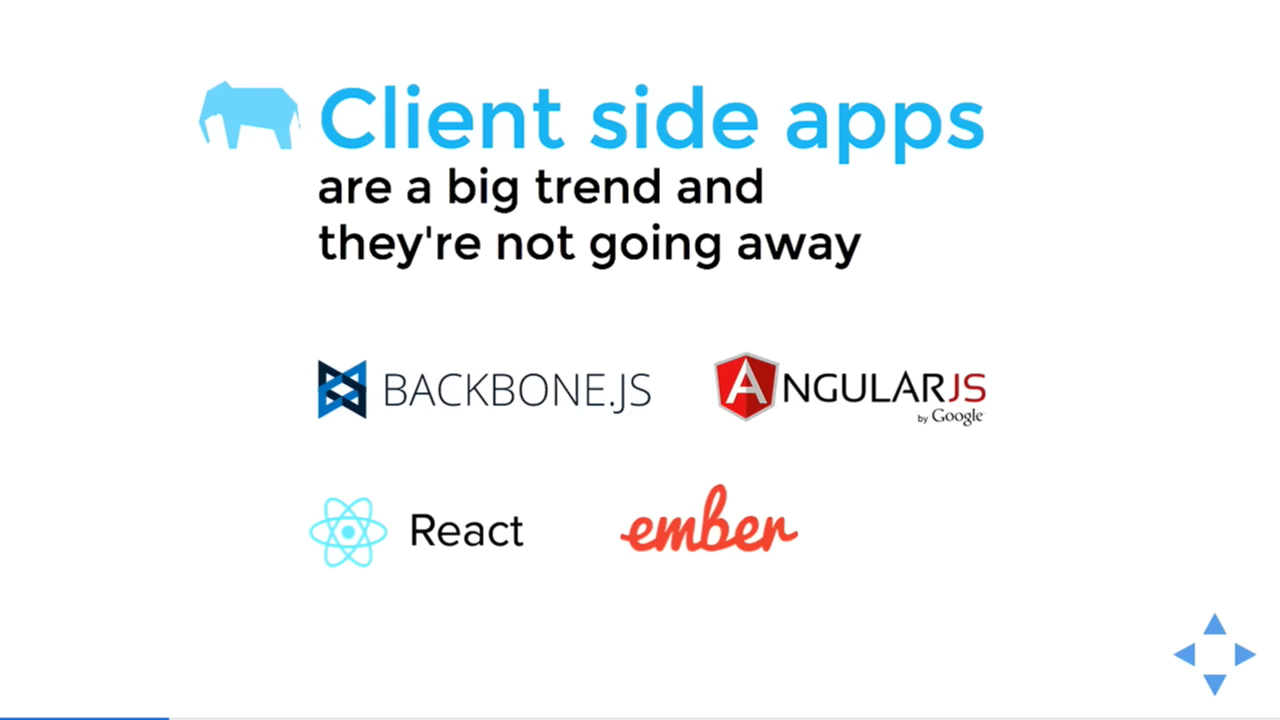 Client side apps
are a big trend and
they're not going away
BACKBONE.JS
ANGULARJS
by Google
React
ember